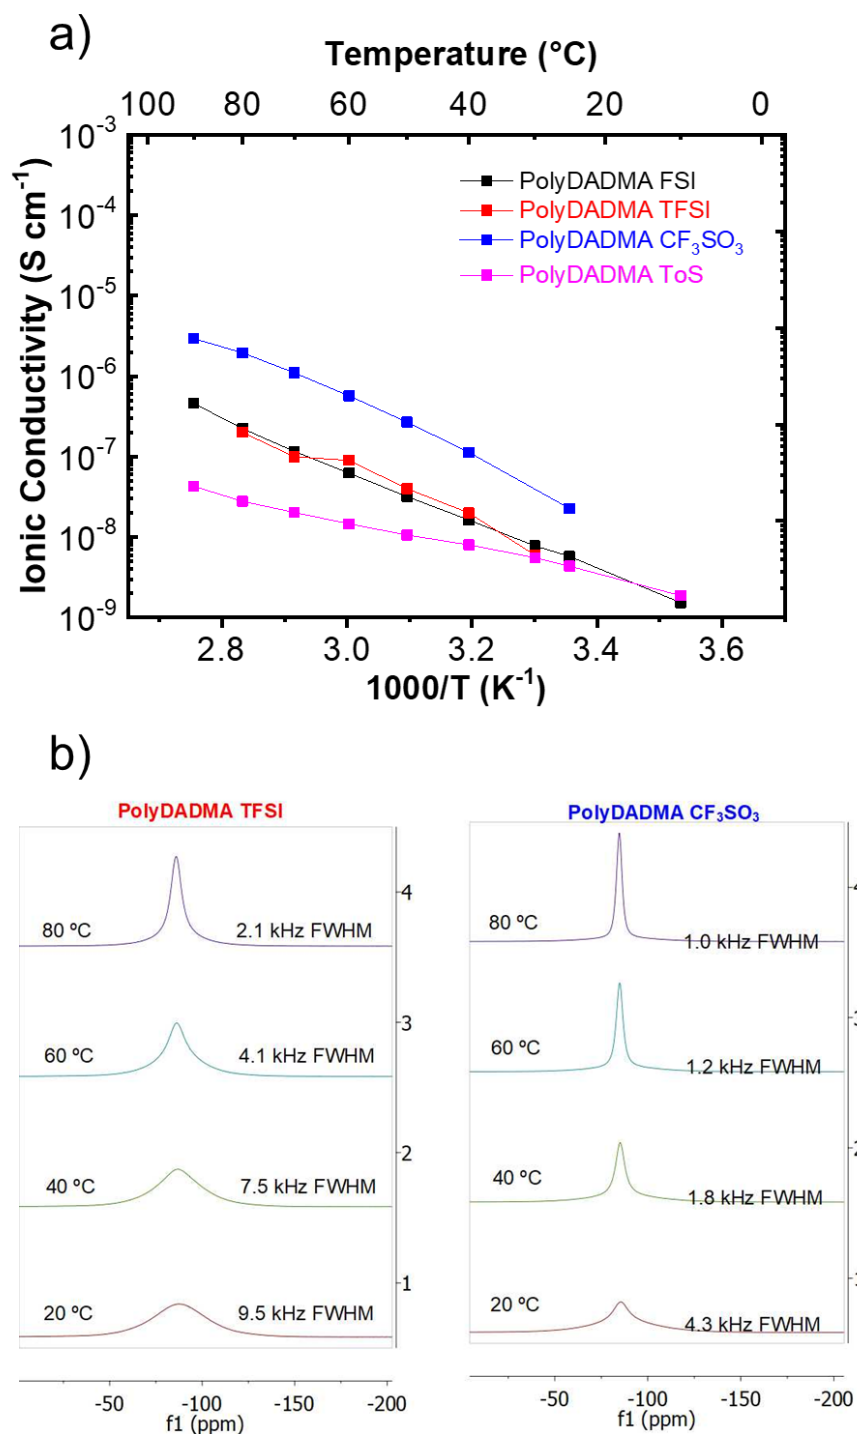 a)
Temperature (°C)
100 80 60 40 20 0
10⁻³
10⁻⁴
10⁻⁵
10⁻⁶
10⁻⁷
10⁻⁸
10⁻⁹
Ionic Conductivity (S cm⁻¹)
PolyDADMA FSI
PolyDADMA TFSI
PolyDADMA CF₃SO₃
PolyDADMA ToS
2.8 3.0 3.2 3.4 3.6
1000/T (K⁻¹)
b)
PolyDADMA TFSI
80 ºC 2.1 kHz FWHM
60 ºC 4.1 kHz FWHM
40 ºC 7.5 kHz FWHM
20 ºC 9.5 kHz FWHM
4
3
2
1
-50 -100 -150 -200
f1 (ppm)
PolyDADMA CF₃SO₃
80 ºC 1.0 kHz FWHM
60 ºC 1.2 kHz FWHM
40 ºC 1.8 kHz FWHM
20 ºC 4.3 kHz FWHM
4
3
2
1
-50 -100 -150 -200
f1 (ppm)